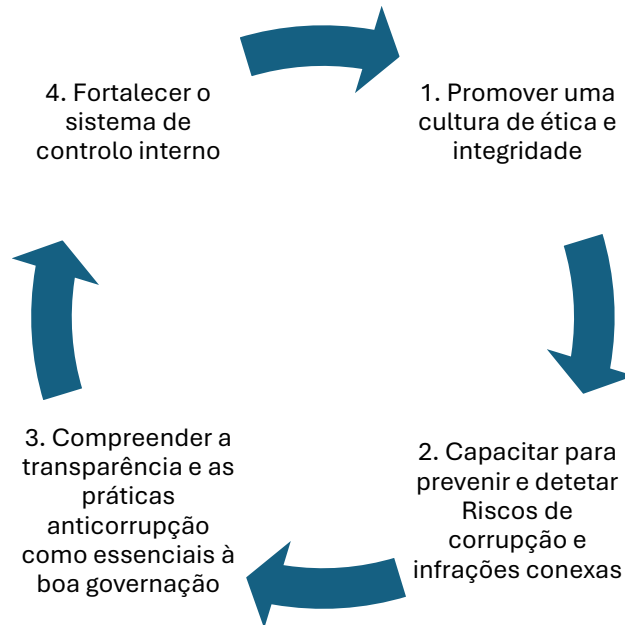 1. Promover uma
cultura de ética e
integridade
2. Capacitar para
prevenir e detetar
Riscos de
corrupção e
infrações conexas
3. Compreender a
transparência e as
práticas
anticorrupção
como essenciais à
boa governação
4. Fortalecer o
sistema de
controlo interno